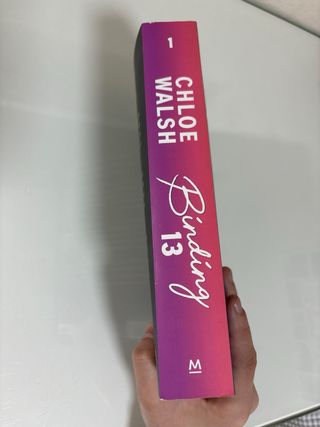 1
CHLOE
WALSH
Binding
13
M